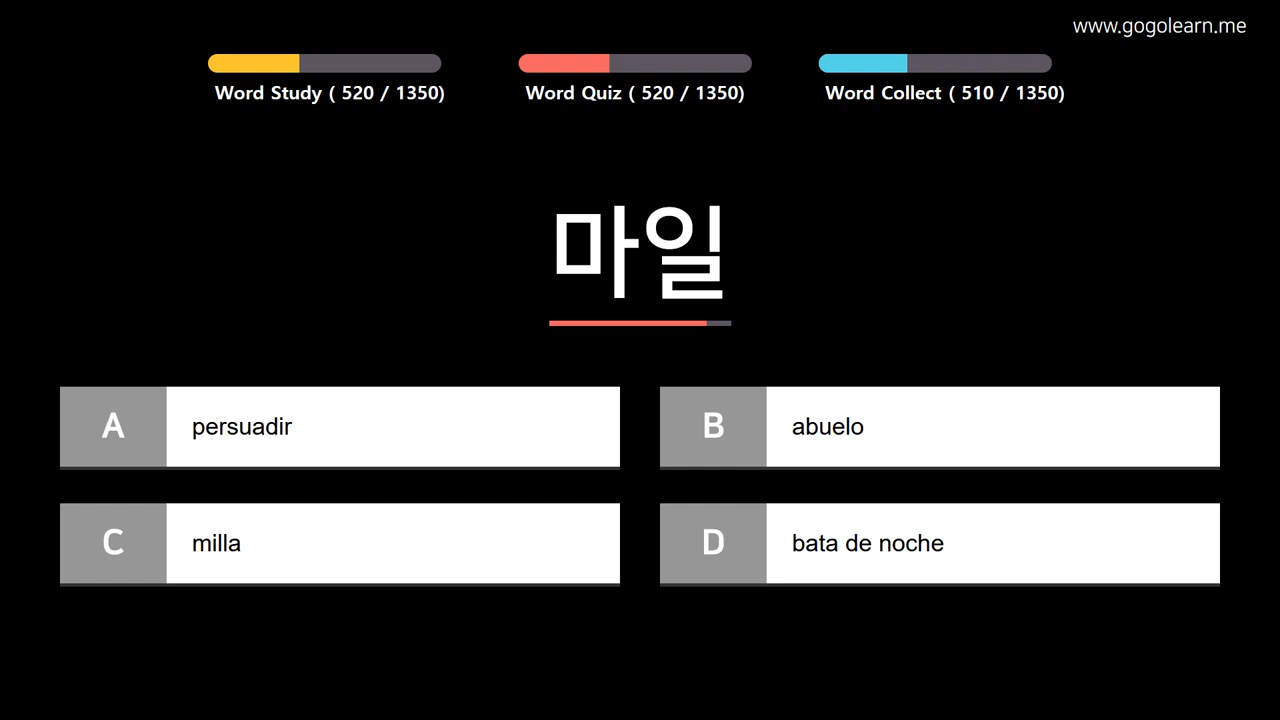 www.gogolearn.me
Word Study ( 520 / 1350)
Word Quiz ( 520 / 1350)
Word Collect ( 510 / 1350)
마일
A persuadir
B abuelo
C milla
D bata de noche